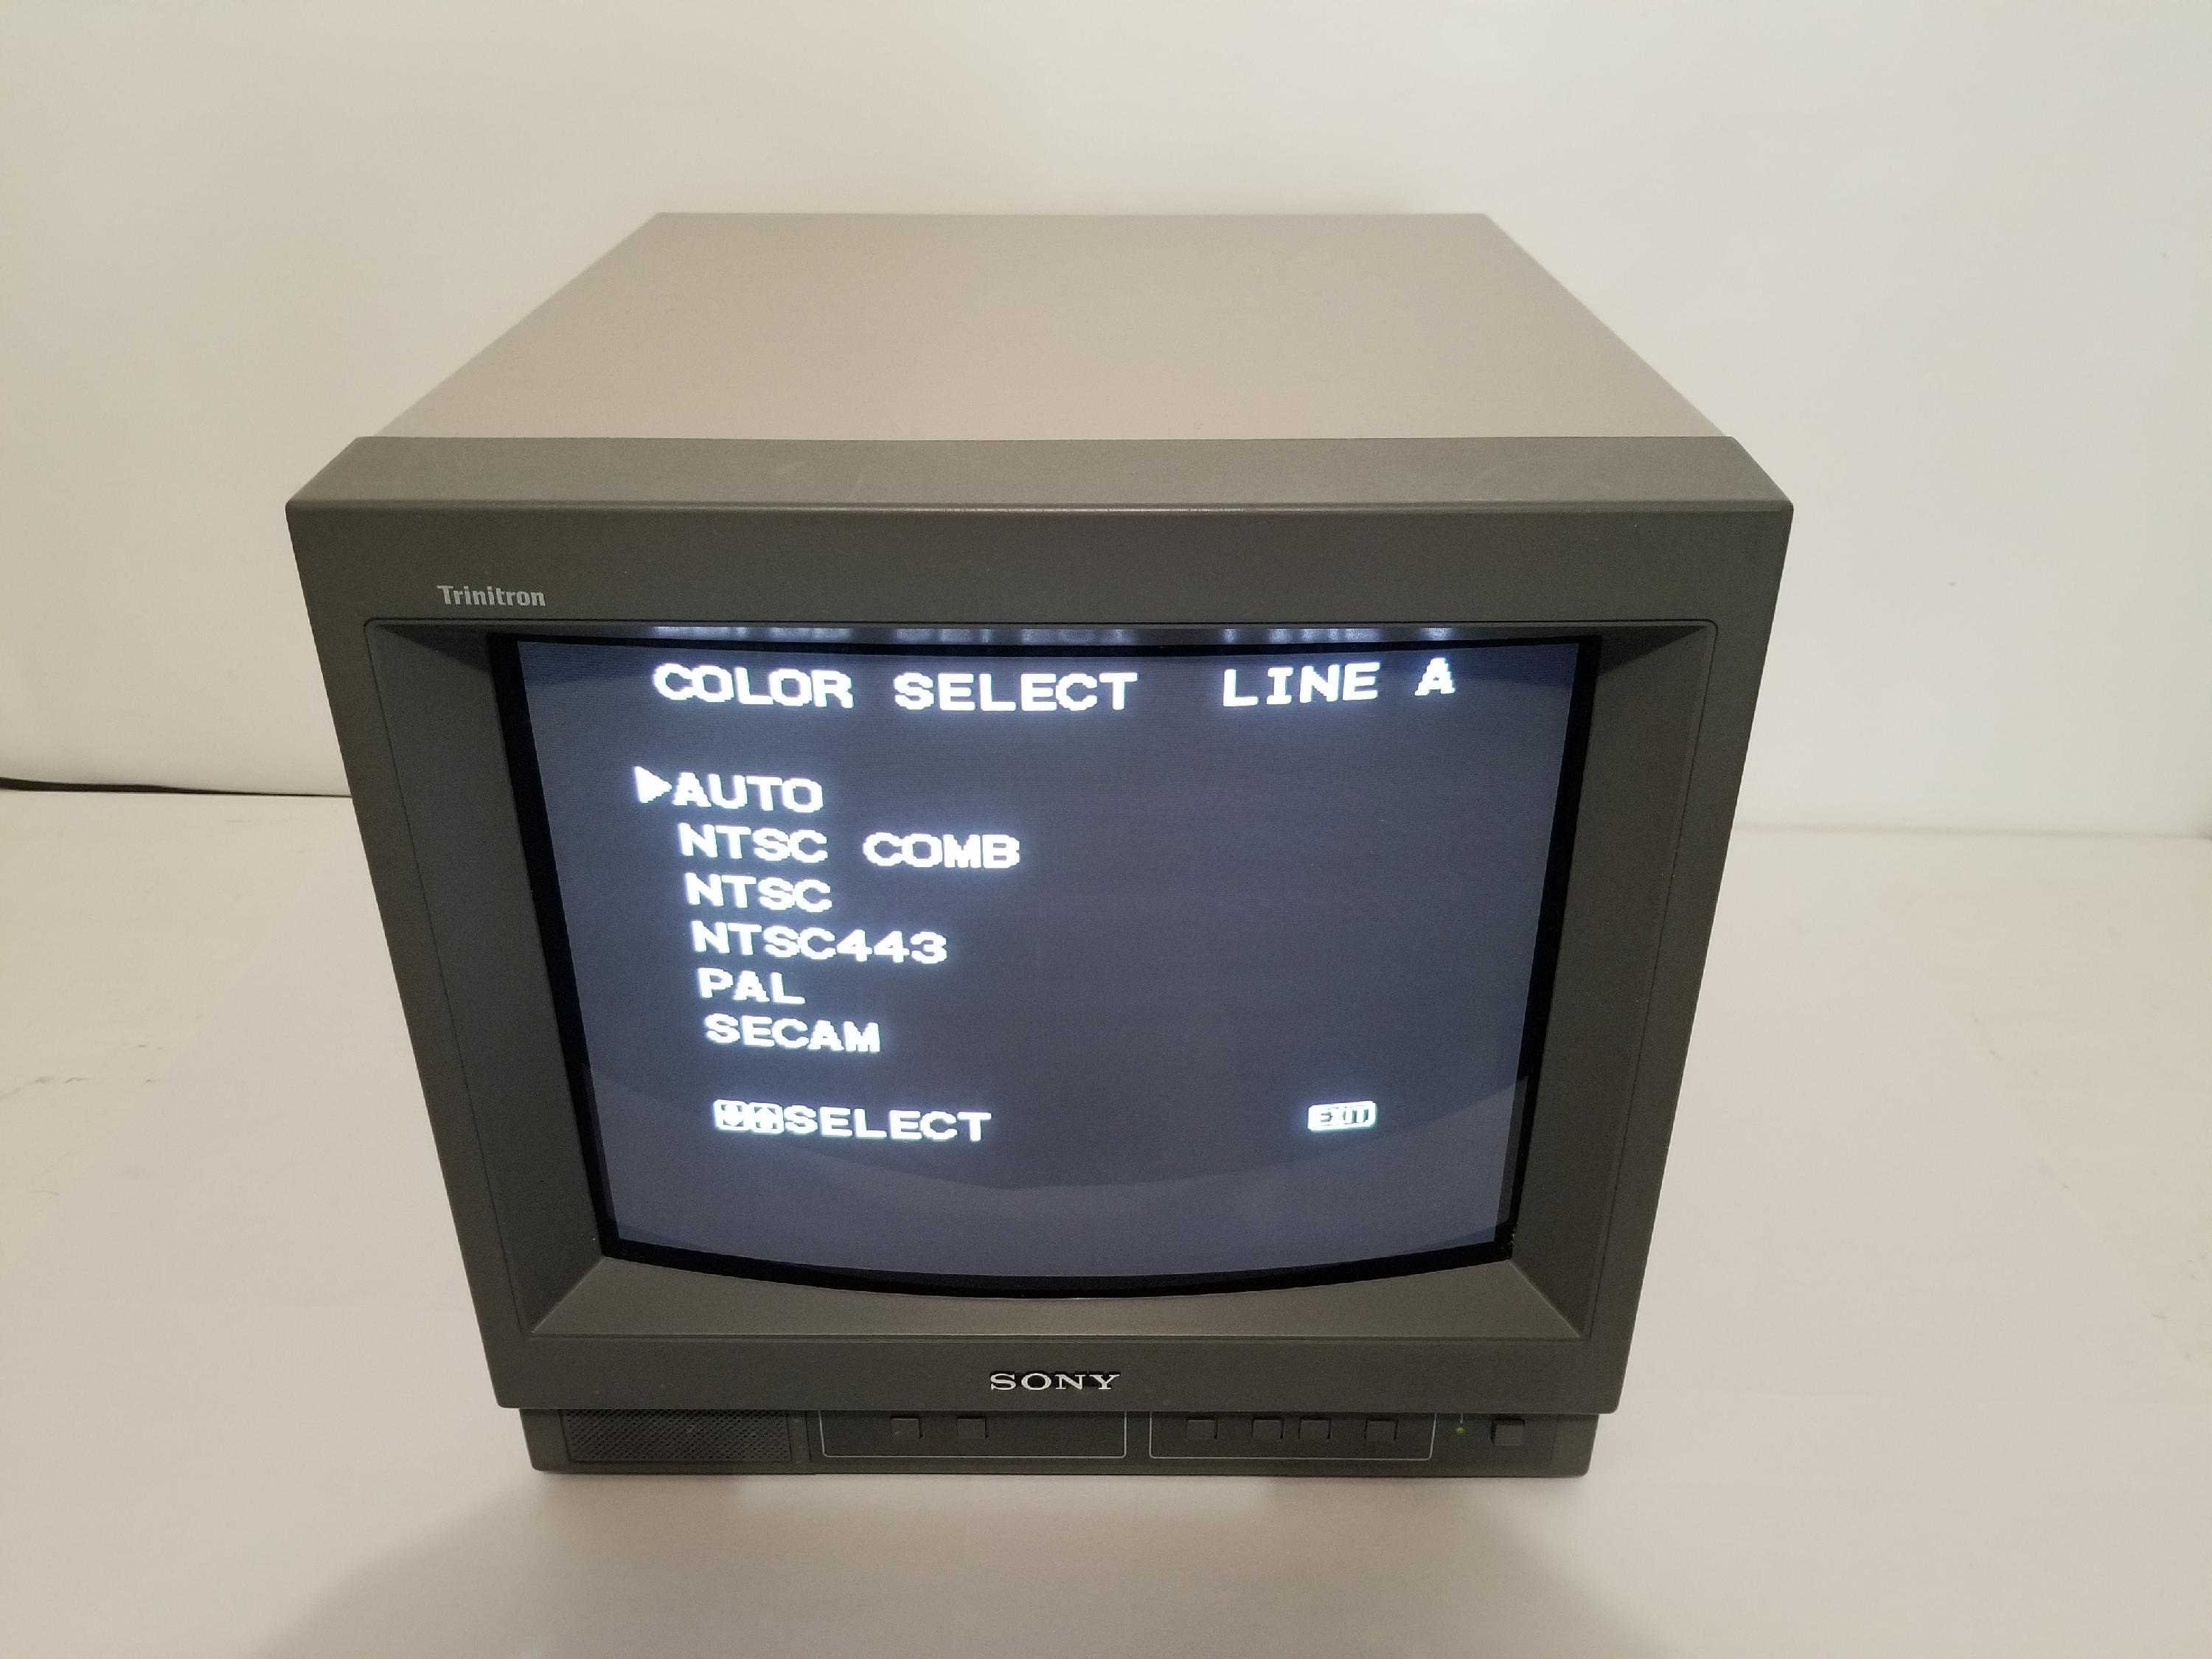 Trinitron
COLOR SELECT LINE A
▶AUTO
NTSC COMB
NTSC
NTSC443
PAL
SECAM
SELECT EXIT
SONY